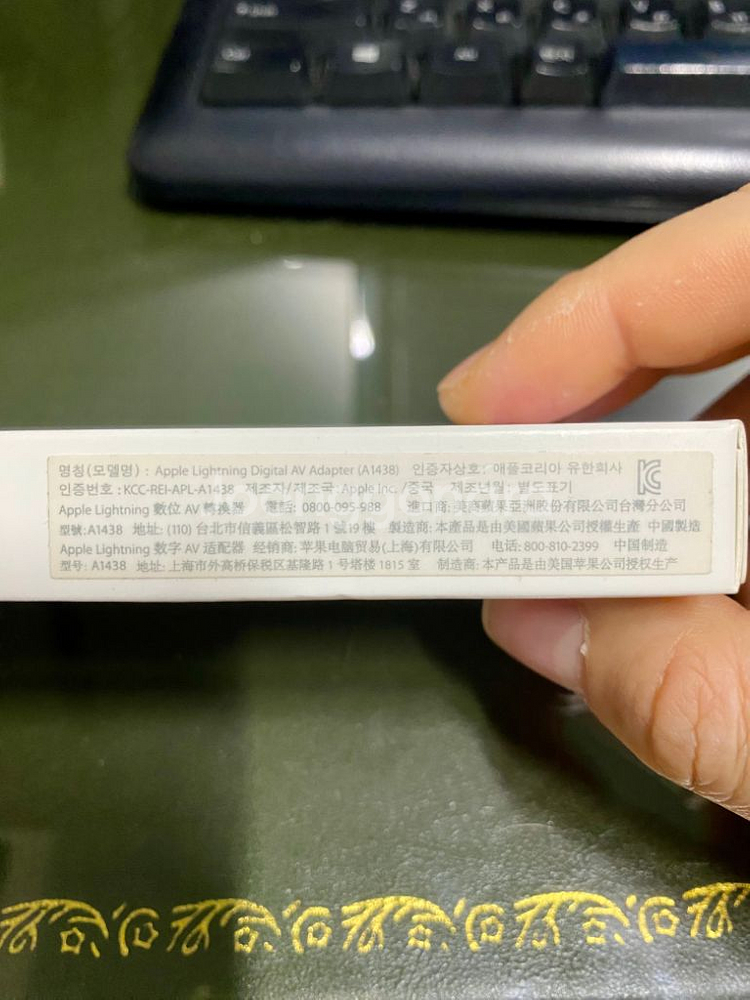 명칭(모델명) : Apple Lightning Digital AV Adapter (A1438) 인증자상호: 애플코리아 유한회사
인증번호 : KCC-REI-APL-A1438 제조자/제조국: Apple Inc. /중국 제조년월 : 별도표기
Apple Lightning 數位 AV 轉換器 電話: 0800-095-988 進口商: 美商蘋果亞洲股份有限公司台灣分公司
型號: A1438 地址: (110) 台北市信義區松智路 1 號19 樓 製造商: 本產品是由美國蘋果公司授權生產 中國製造
Apple Lightning 数字 AV 适配器 经销商: 苹果电脑贸易(上海)有限公司 电话: 800-810-2399 中国制造
型号: A1438 地址: 上海市外高桥保税区基隆路 1 号塔楼 1815 室 制造商: 本产品是由美国苹果公司授权生产